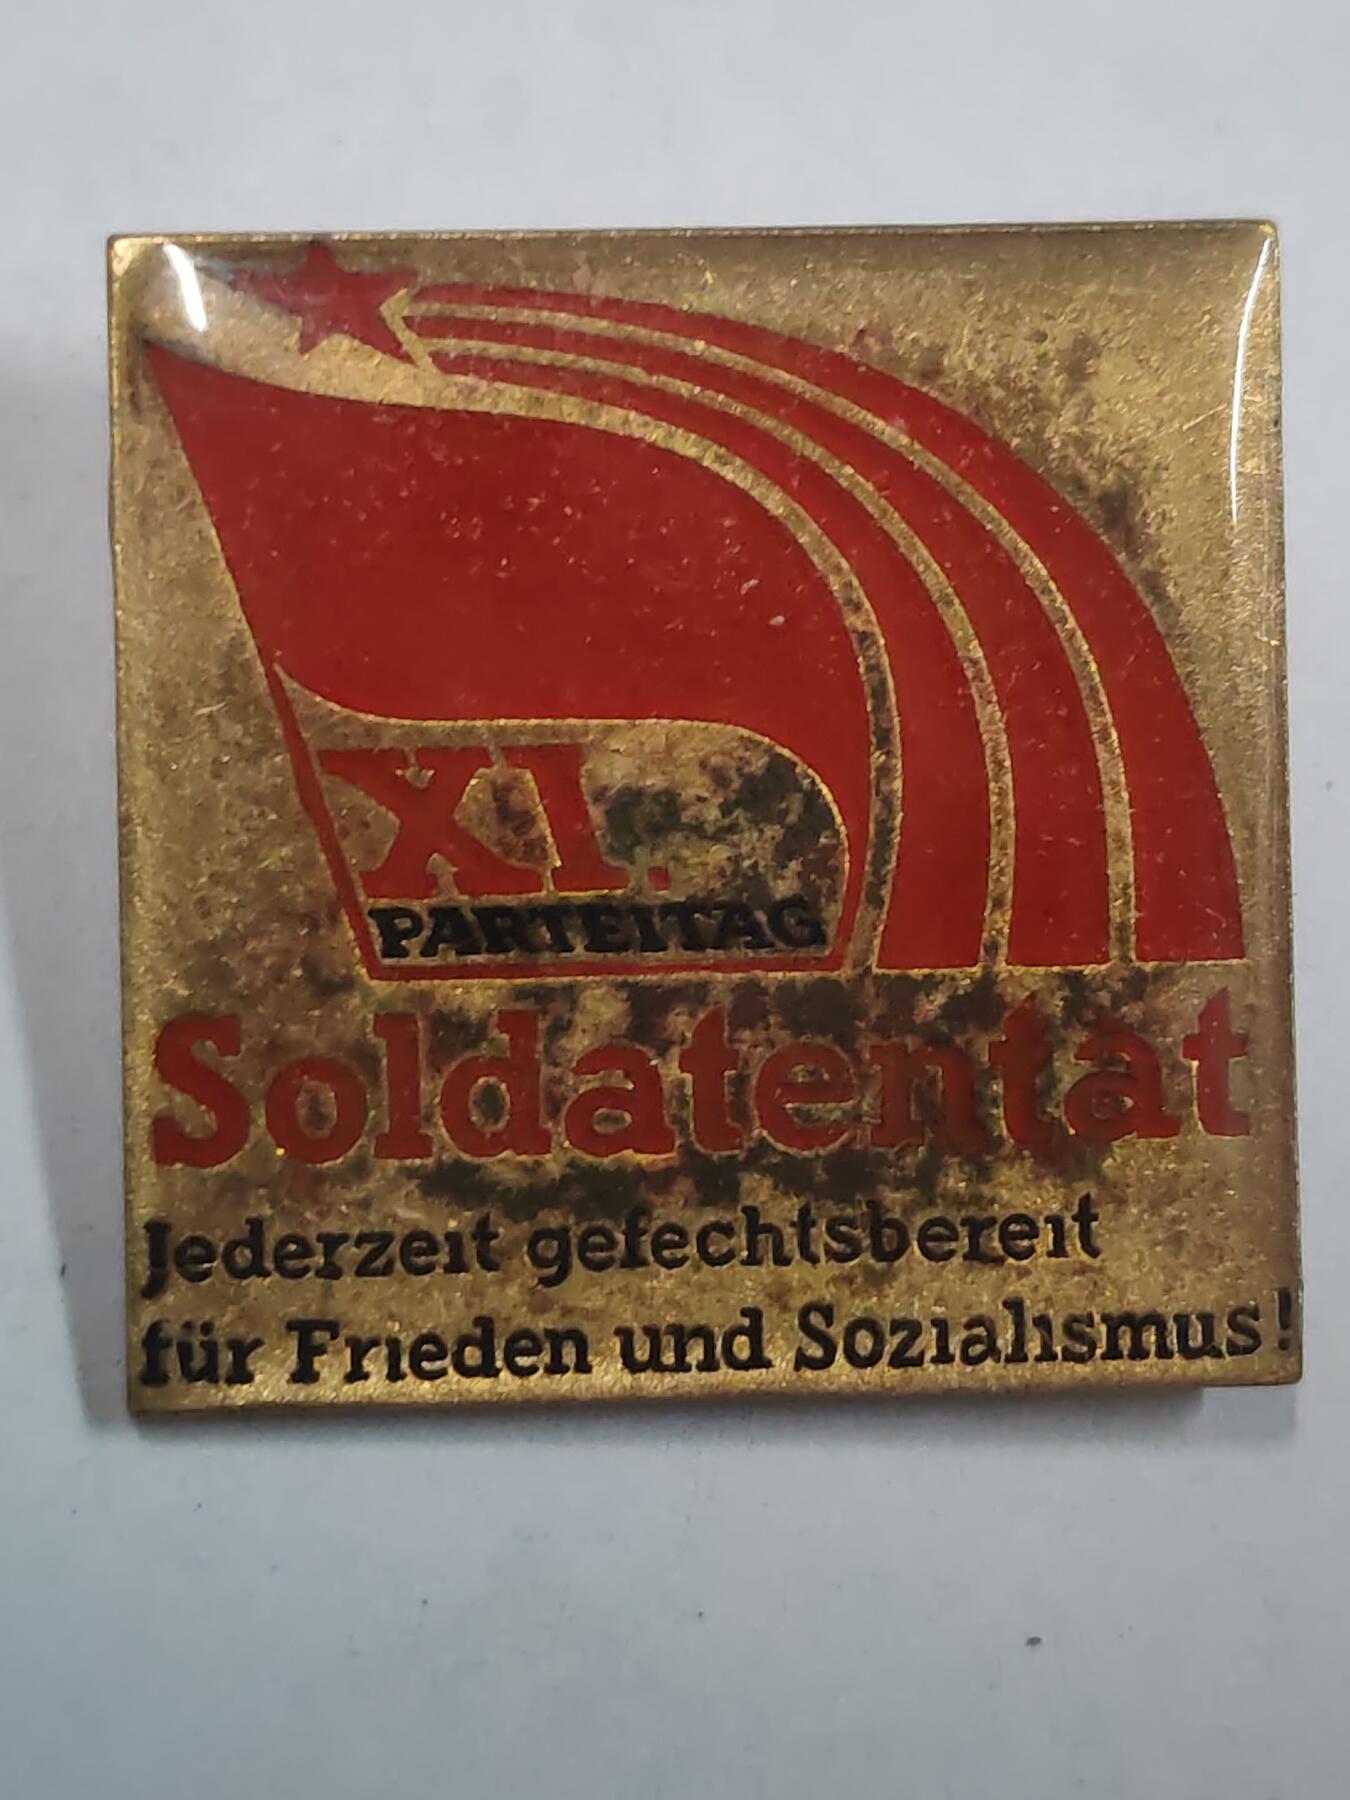 XI.
PARTEITAG
Soldatentat
Jederzeit gefechtsbereit
für Frieden und Sozialismus!